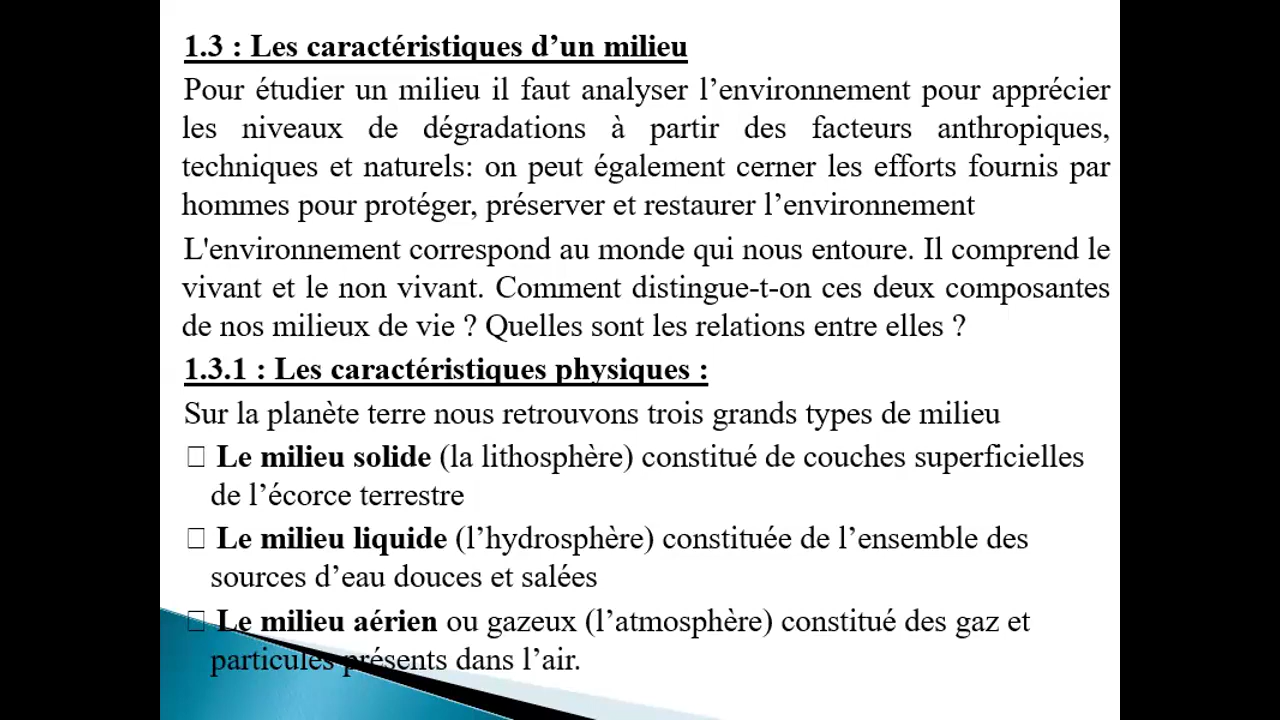 1.3 : Les caractéristiques d’un milieu
Pour étudier un milieu il faut analyser l’environnement pour apprécier
les niveaux de dégradations à partir des facteurs anthropiques,
techniques et naturels: on peut également cerner les efforts fournis par
hommes pour protéger, préserver et restaurer l’environnement
L'environnement correspond au monde qui nous entoure. Il comprend le
vivant et le non vivant. Comment distingue-t-on ces deux composantes
de nos milieux de vie ? Quelles sont les relations entre elles ?
1.3.1 : Les caractéristiques physiques :
Sur la planète terre nous retrouvons trois grands types de milieu
□ Le milieu solide (la lithosphère) constitué de couches superficielles
de l’écorce terrestre
□ Le milieu liquide (l’hydrosphère) constituée de l’ensemble des
sources d’eau douces et salées
□ Le milieu aérien ou gazeux (l’atmosphère) constitué des gaz et
particules présents dans l’air.